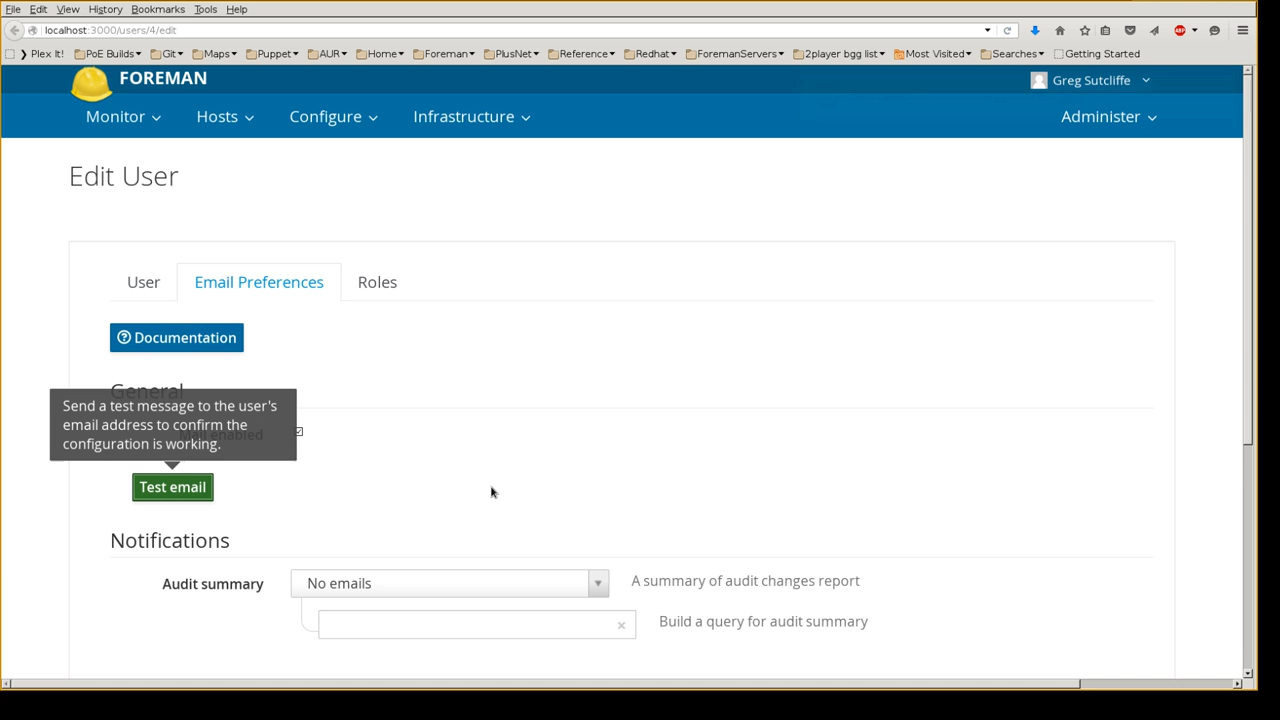 File Edit View History Bookmarks Tools Help
localhost:3000/users/4/edit
Plex It! PoE Builds Git Maps Puppet AUR Home Foreman PlusNet Reference Redhat ForemanServers 2player bgg list Most Visited Searches Getting Started
FOREMAN
Greg Sutcliffe
Monitor Hosts Configure Infrastructure Administer
Edit User
User Email Preferences Roles
Documentation
General
Send a test message to the user's
email address to confirm the
configuration is working.
Mail enabled
Test email
Notifications
Audit summary No emails A summary of audit changes report
Build a query for audit summary